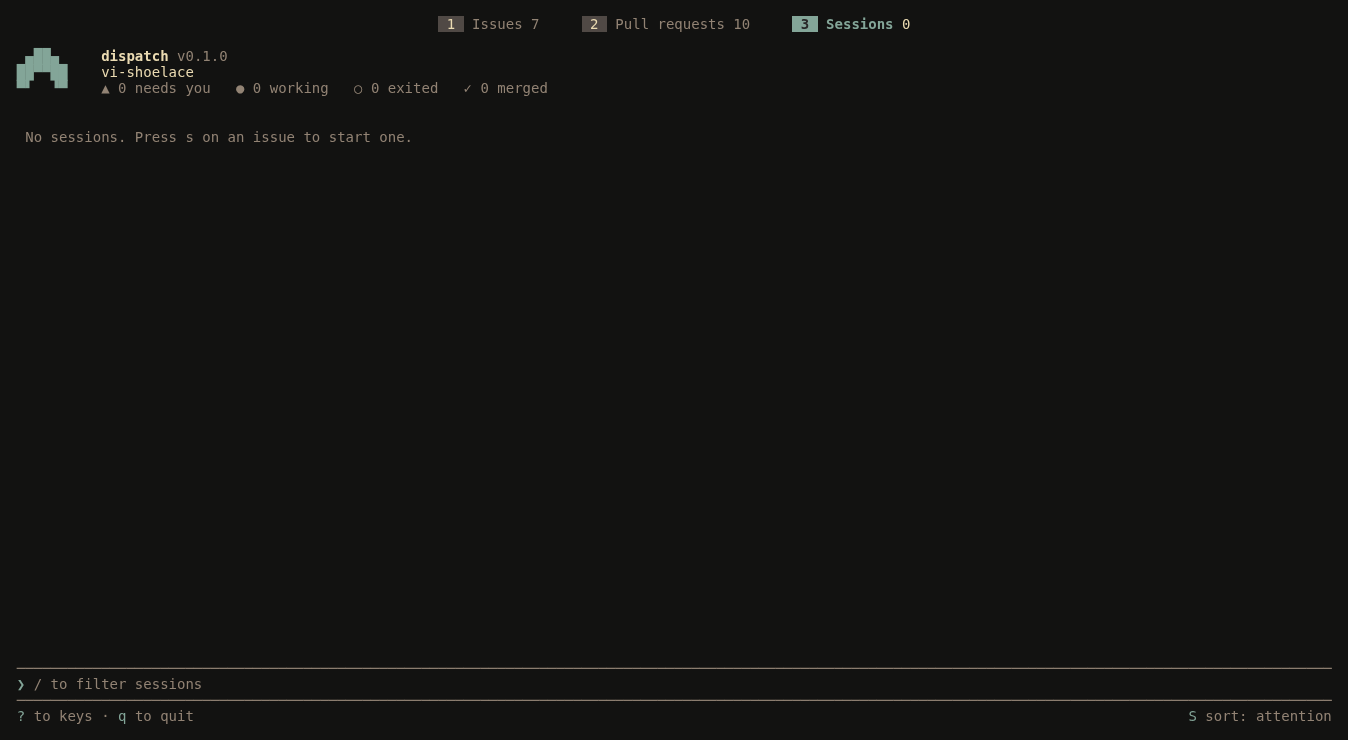 1 Issues 7 2 Pull requests 10 3 Sessions 0
dispatch v0.1.0
vi-shoelace
▲ 0 needs you ● 0 working ○ 0 exited ✓ 0 merged
No sessions. Press s on an issue to start one.
❯ / to filter sessions
? to keys · q to quit S sort: attention